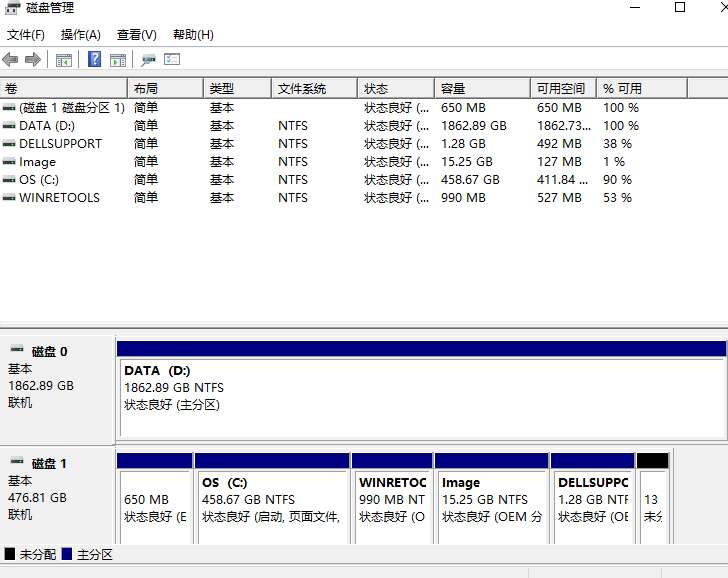 磁盘管理
文件(F) 操作(A) 查看(V) 帮助(H)
卷 布局 类型 文件系统 状态 容量 可用空间 % 可用
(磁盘 1 磁盘分区 1) 简单 基本 状态良好 (... 650 MB 650 MB 100 %
DATA (D:) 简单 基本 NTFS 状态良好 (... 1862.89 GB 1862.73... 100 %
DELLSUPPORT 简单 基本 NTFS 状态良好 (... 1.28 GB 492 MB 38 %
Image 简单 基本 NTFS 状态良好 (... 15.25 GB 127 MB 1 %
OS (C:) 简单 基本 NTFS 状态良好 (... 458.67 GB 411.84 ... 90 %
WINRETOOLS 简单 基本 NTFS 状态良好 (... 990 MB 527 MB 53 %
磁盘 0
基本
1862.89 GB
联机
DATA (D:)
1862.89 GB NTFS
状态良好 (主分区)
磁盘 1
基本
476.81 GB
联机
650 MB
状态良好 (E
OS (C:)
458.67 GB NTFS
状态良好 (启动, 页面文件,
WINRETOC
990 MB NT
状态良好 (O
Image
15.25 GB NTFS
状态良好 (OEM 分
DELLSUPPC
1.28 GB NTF
状态良好 (OE
13
未分
未分配 主分区